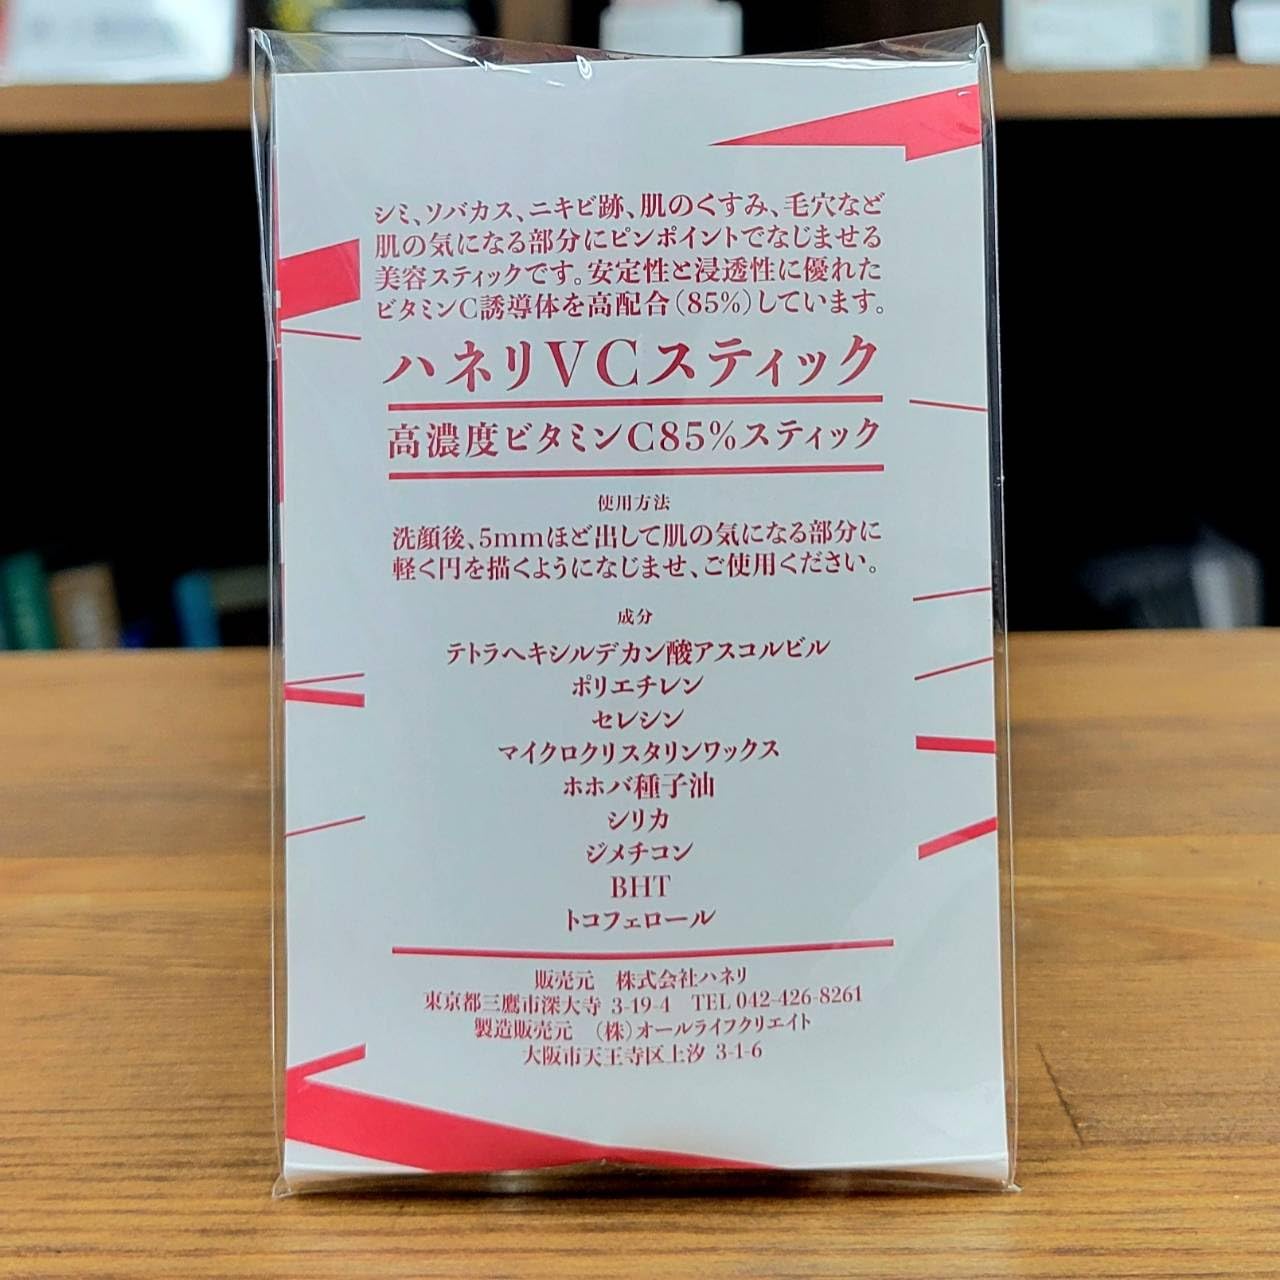 シミ、ソバカス、ニキビ跡、肌のくすみ、毛穴など
肌の気になる部分にピンポイントでなじませる
美容スティックです。安定性と浸透性に優れた
ビタミンC誘導体を高配合(85%)しています。
ハネリVCスティック
高濃度ビタミンC85%スティック
使用方法
洗顔後、5mmほど出して肌の気になる部分に
軽く円を描くようになじませ、ご使用ください。
成分
テトラヘキシルデカン酸アスコルビル
ポリエチレン
セレシン
マイクロクリスタリンワックス
ホホバ種子油
シリカ
ジメチコン
BHT
トコフェロール
販売元 株式会社ハネリ
東京都三鷹市深大寺 3-19-4 TEL 042-426-8261
製造販売元 (株)オールライフクリエイト
大阪市天王寺区上汐 3-1-6